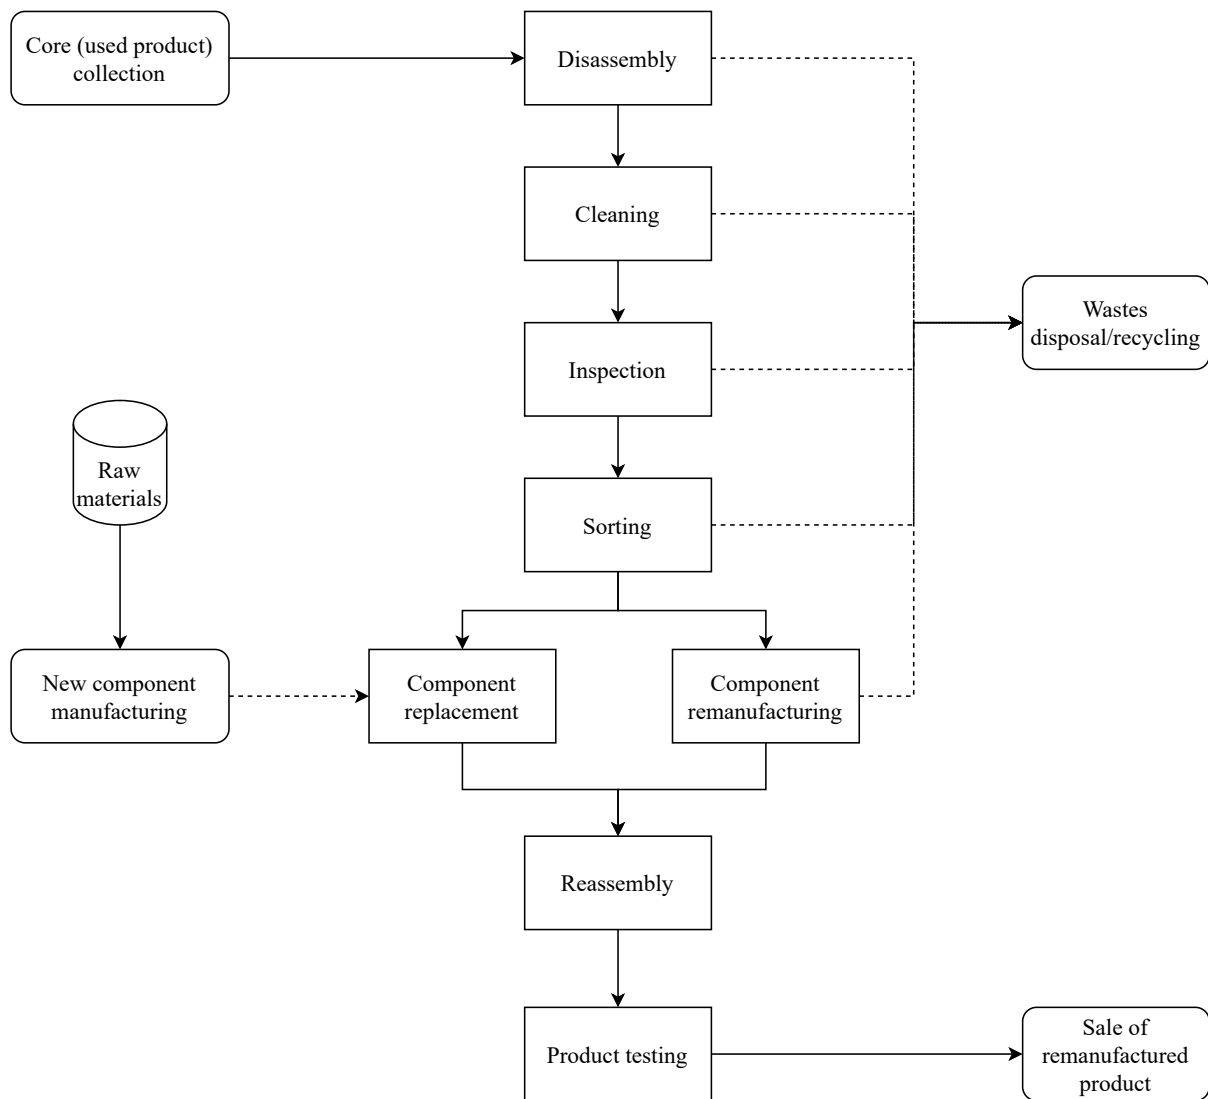 Core (used product)
collection
Disassembly
Cleaning
Inspection
Wastes
disposal/recycling
Raw
materials
Sorting
New component
manufacturing
Component
replacement
Component
remanufacturing
Reassembly
Product testing
Sale of
remanufactured
product